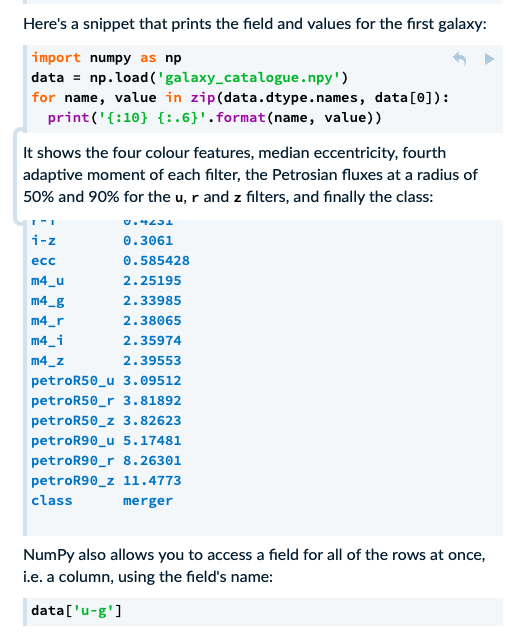 Here's a snippet that prints the field and values for the first galaxy:
import numpy as np
data = np.load('galaxy_catalogue.npy')
for name, value in zip(data.dtype.names, data[0]):
  print('{:10} {:.6}'.format(name, value))
It shows the four colour features, median eccentricity, fourth
adaptive moment of each filter, the Petrosian fluxes at a radius of
50% and 90% for the u, r and z filters, and finally the class:
r-i 0.4231
i-z 0.3061
ecc 0.585428
m4_u 2.25195
m4_g 2.33985
m4_r 2.38065
m4_i 2.35974
m4_z 2.39553
petroR50_u 3.09512
petroR50_r 3.81892
petroR50_z 3.82623
petroR90_u 5.17481
petroR90_r 8.26301
petroR90_z 11.4773
class merger
NumPy also allows you to access a field for all of the rows at once,
i.e. a column, using the field's name:
data['u-g']